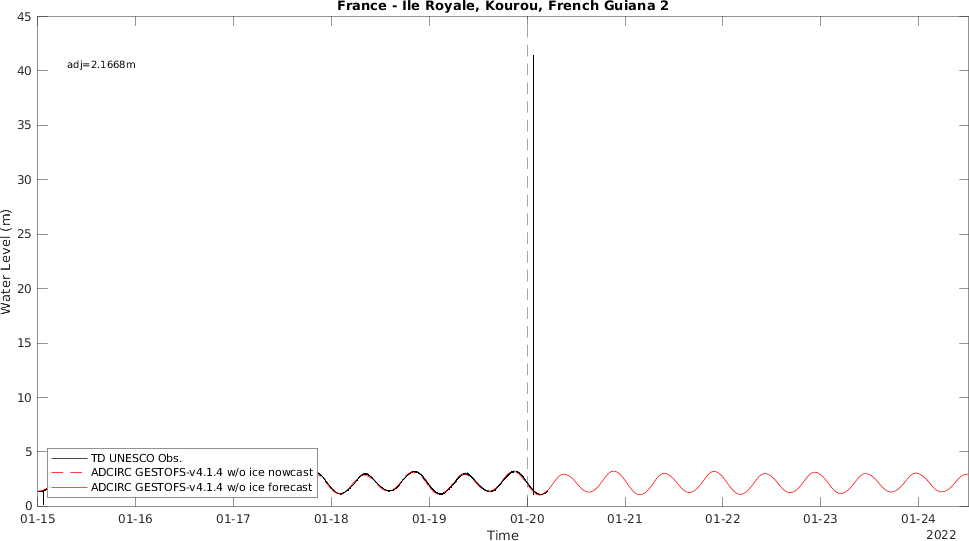 France - Ile Royale, Kourou, French Guiana 2
45
40
35
30
25
20
15
10
5
0
adj=2.1668m
Water Level (m)
TD UNESCO Obs.
ADCIRC GESTOFS-v4.1.4 w/o ice nowcast
ADCIRC GESTOFS-v4.1.4 w/o ice forecast
01-15 01-16 01-17 01-18 01-19 01-20 01-21 01-22 01-23 01-24
Time
2022